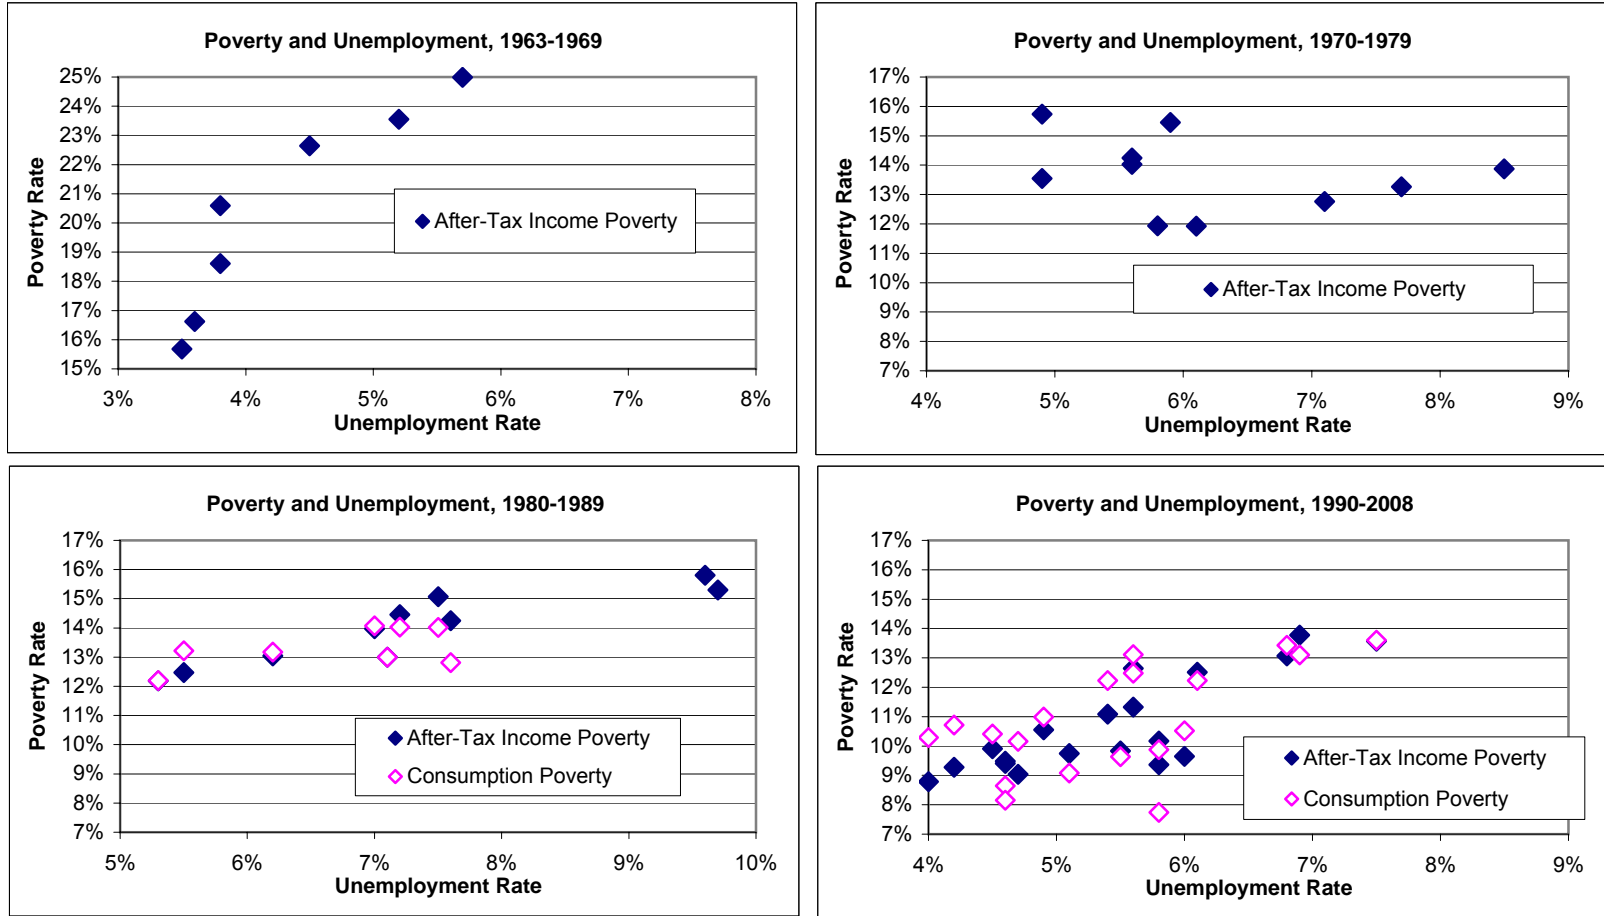 Poverty and Unemployment, 1963-1969
25%
24%
23%
22%
21%
20%
19%
18%
17%
16%
15%
Poverty Rate
After-Tax Income Poverty
3% 4% 5% 6% 7% 8%
Unemployment Rate
Poverty and Unemployment, 1970-1979
17%
16%
15%
14%
13%
12%
11%
10%
9%
8%
7%
Poverty Rate
After-Tax Income Poverty
4% 5% 6% 7% 8% 9%
Unemployment Rate
Poverty and Unemployment, 1980-1989
17%
16%
15%
14%
13%
12%
11%
10%
9%
8%
7%
Poverty Rate
After-Tax Income Poverty
Consumption Poverty
5% 6% 7% 8% 9% 10%
Unemployment Rate
Poverty and Unemployment, 1990-2008
17%
16%
15%
14%
13%
12%
11%
10%
9%
8%
7%
Poverty Rate
After-Tax Income Poverty
Consumption Poverty
4% 5% 6% 7% 8% 9%
Unemployment Rate